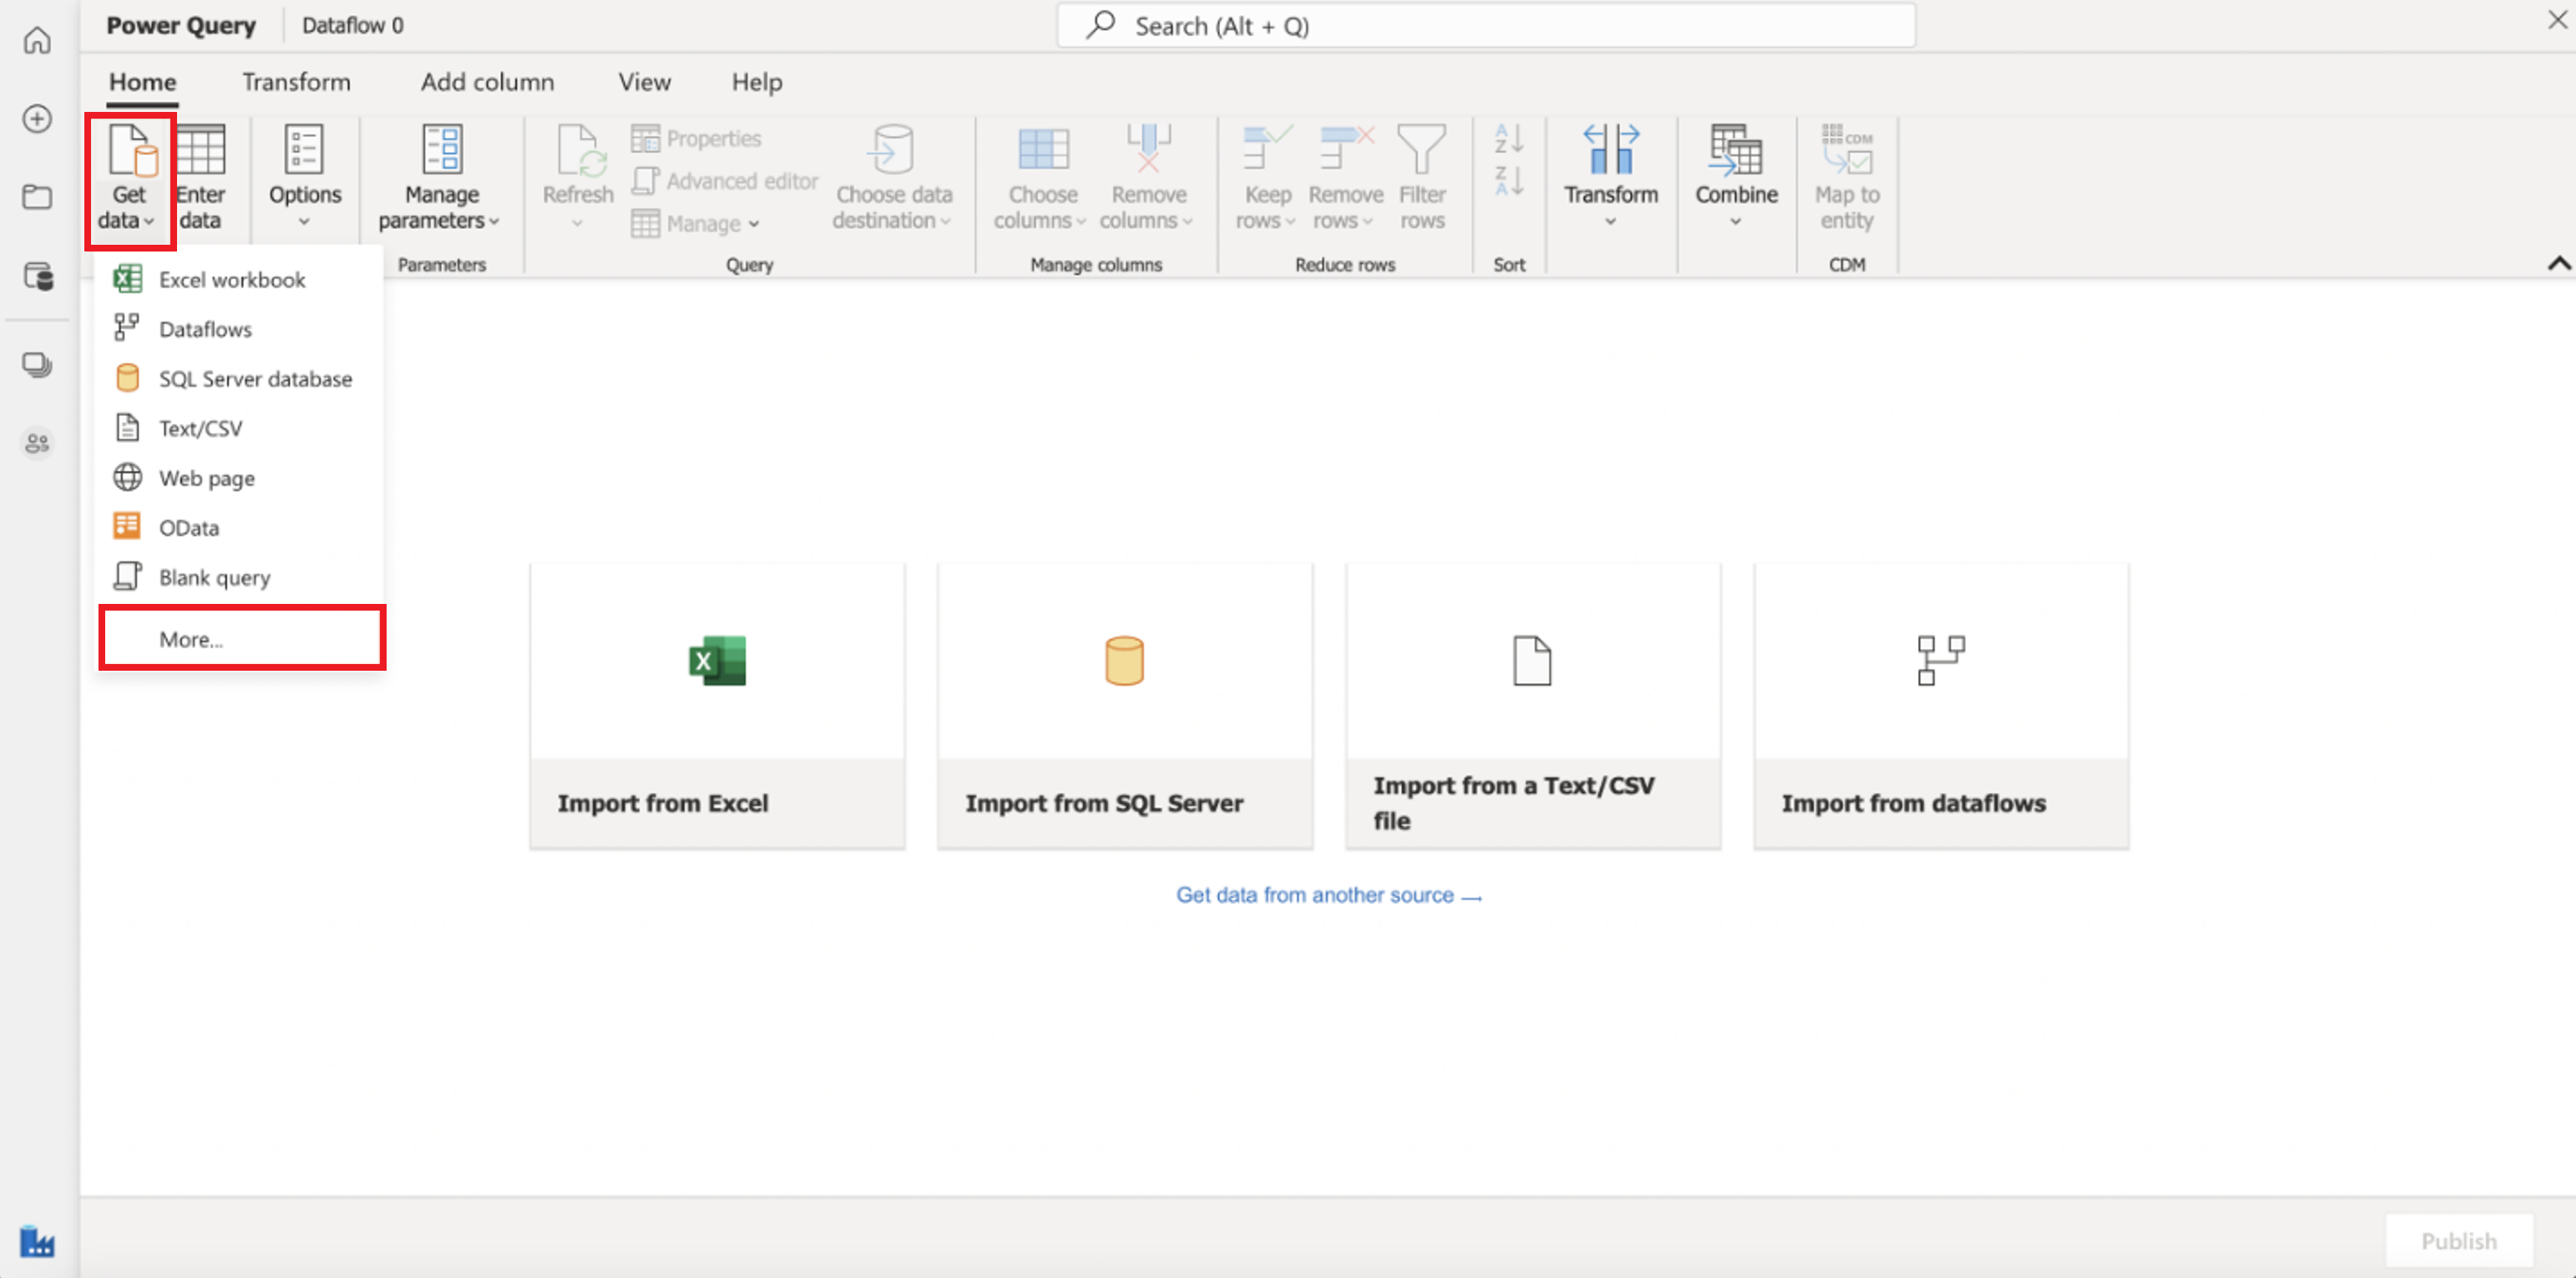 Power Query
Dataflow 0
Search (Alt + Q)
Home
Transform
Add column
View
Help
Get
data
Enter
data
Options
Manage
parameters
Parameters
Refresh
Properties
Advanced editor
Manage
Choose data
destination
Query
Choose
columns
Remove
columns
Manage columns
Keep
rows
Remove
rows
Filter
rows
Reduce rows
A
Z
Z
A
Sort
Transform
Combine
CDM
Map to
entity
CDM
Excel workbook
Dataflows
SQL Server database
Text/CSV
Web page
OData
Blank query
More...
X
Import from Excel
Import from SQL Server
Import from a Text/CSV
file
Import from dataflows
Get data from another source →
Publish